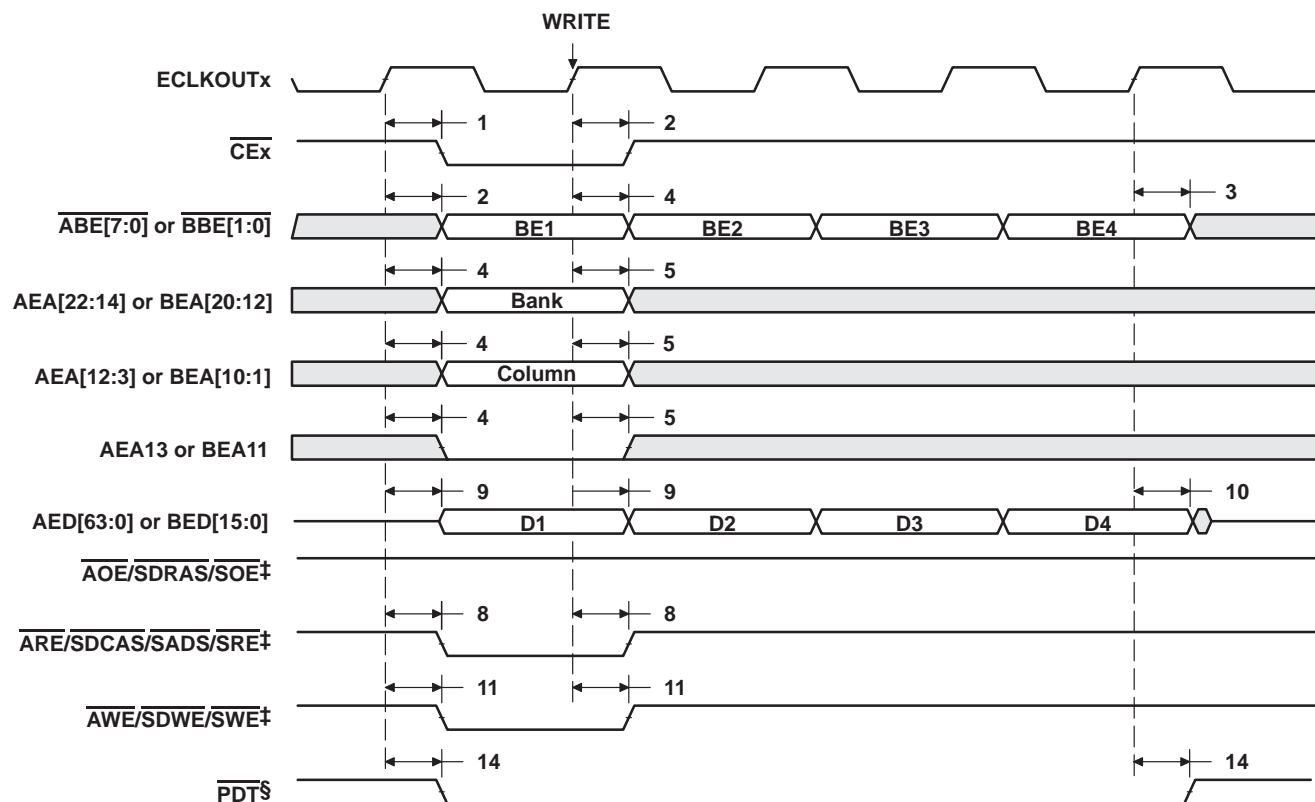 WRITE
ECLKOUTx
1 2
CEx
2 4 3
ABE[7:0] or BBE[1:0] BE1 BE2 BE3 BE4
4 5
AEA[22:14] or BEA[20:12] Bank
4 5
AEA[12:3] or BEA[10:1] Column
4 5
AEA13 or BEA11
9 9 10
AED[63:0] or BED[15:0] D1 D2 D3 D4
AOE/SDRAS/SOE‡
8 8
ARE/SDCAS/SADS/SRE‡
11 11
AWE/SDWE/SWE‡
14 14
PDT§